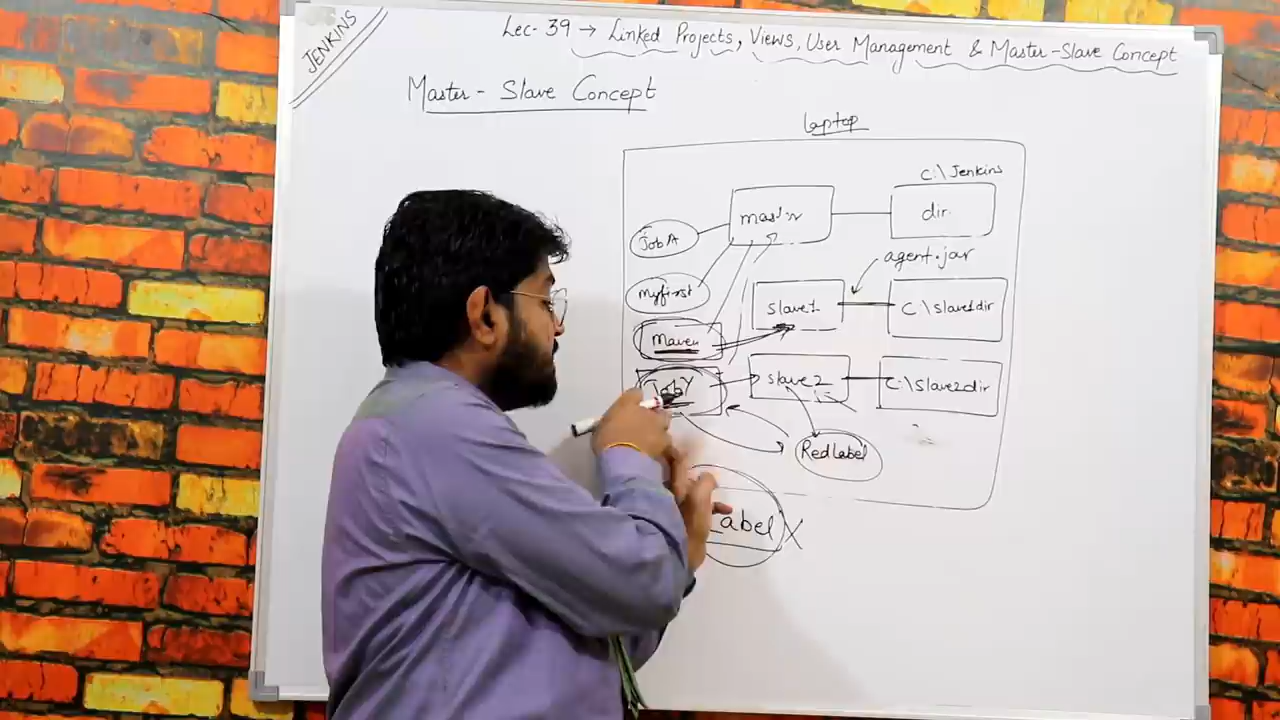 JENKINS
Lec-39 → Linked Projects, Views, User Management & Master-Slave Concept
Master - Slave Concept
laptop
C:\Jenkins
master
dir.
Job A
agent.jar
myfirst
slave1
C:\slave1dir
Maven
slave2
C:\slave2dir
Red Label
Label X